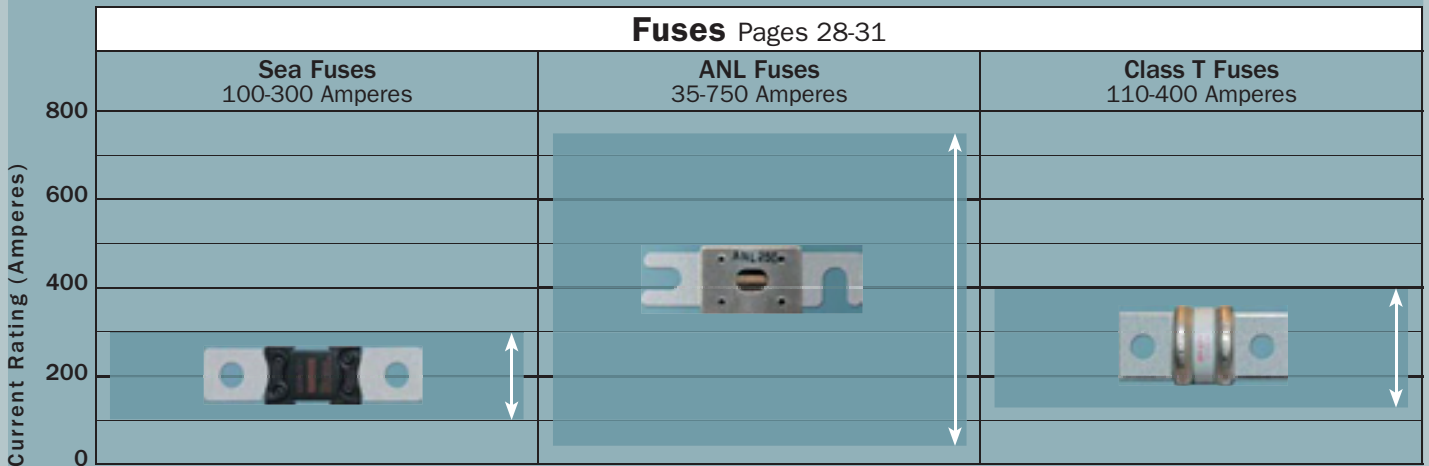 Fuses Pages 28-31
Sea Fuses
100-300 Amperes
ANL Fuses
35-750 Amperes
Class T Fuses
110-400 Amperes
Current Rating (Amperes)
800
600
400
200
0